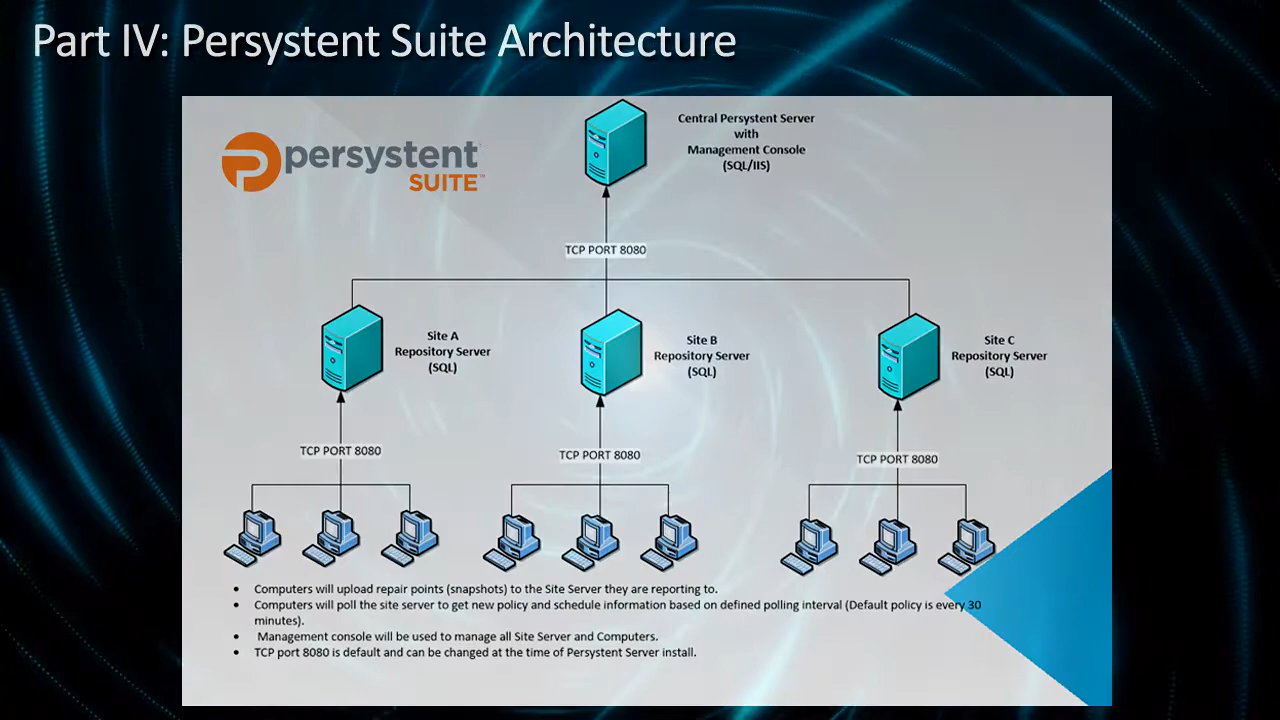 Part IV: Persystent Suite Architecture
persystent
SUITE™
Central Persystent Server
with
Management Console
(SQL/IIS)
TCP PORT 8080
Site A
Repository Server
(SQL)
Site B
Repository Server
(SQL)
Site C
Repository Server
(SQL)
TCP PORT 8080
TCP PORT 8080
TCP PORT 8080
• Computers will upload repair points (snapshots) to the Site Server they are reporting to.
• Computers will poll the site server to get new policy and schedule information based on defined polling interval (Default policy is every 30
minutes).
• Management console will be used to manage all Site Server and Computers.
• TCP port 8080 is default and can be changed at the time of Persystent Server install.